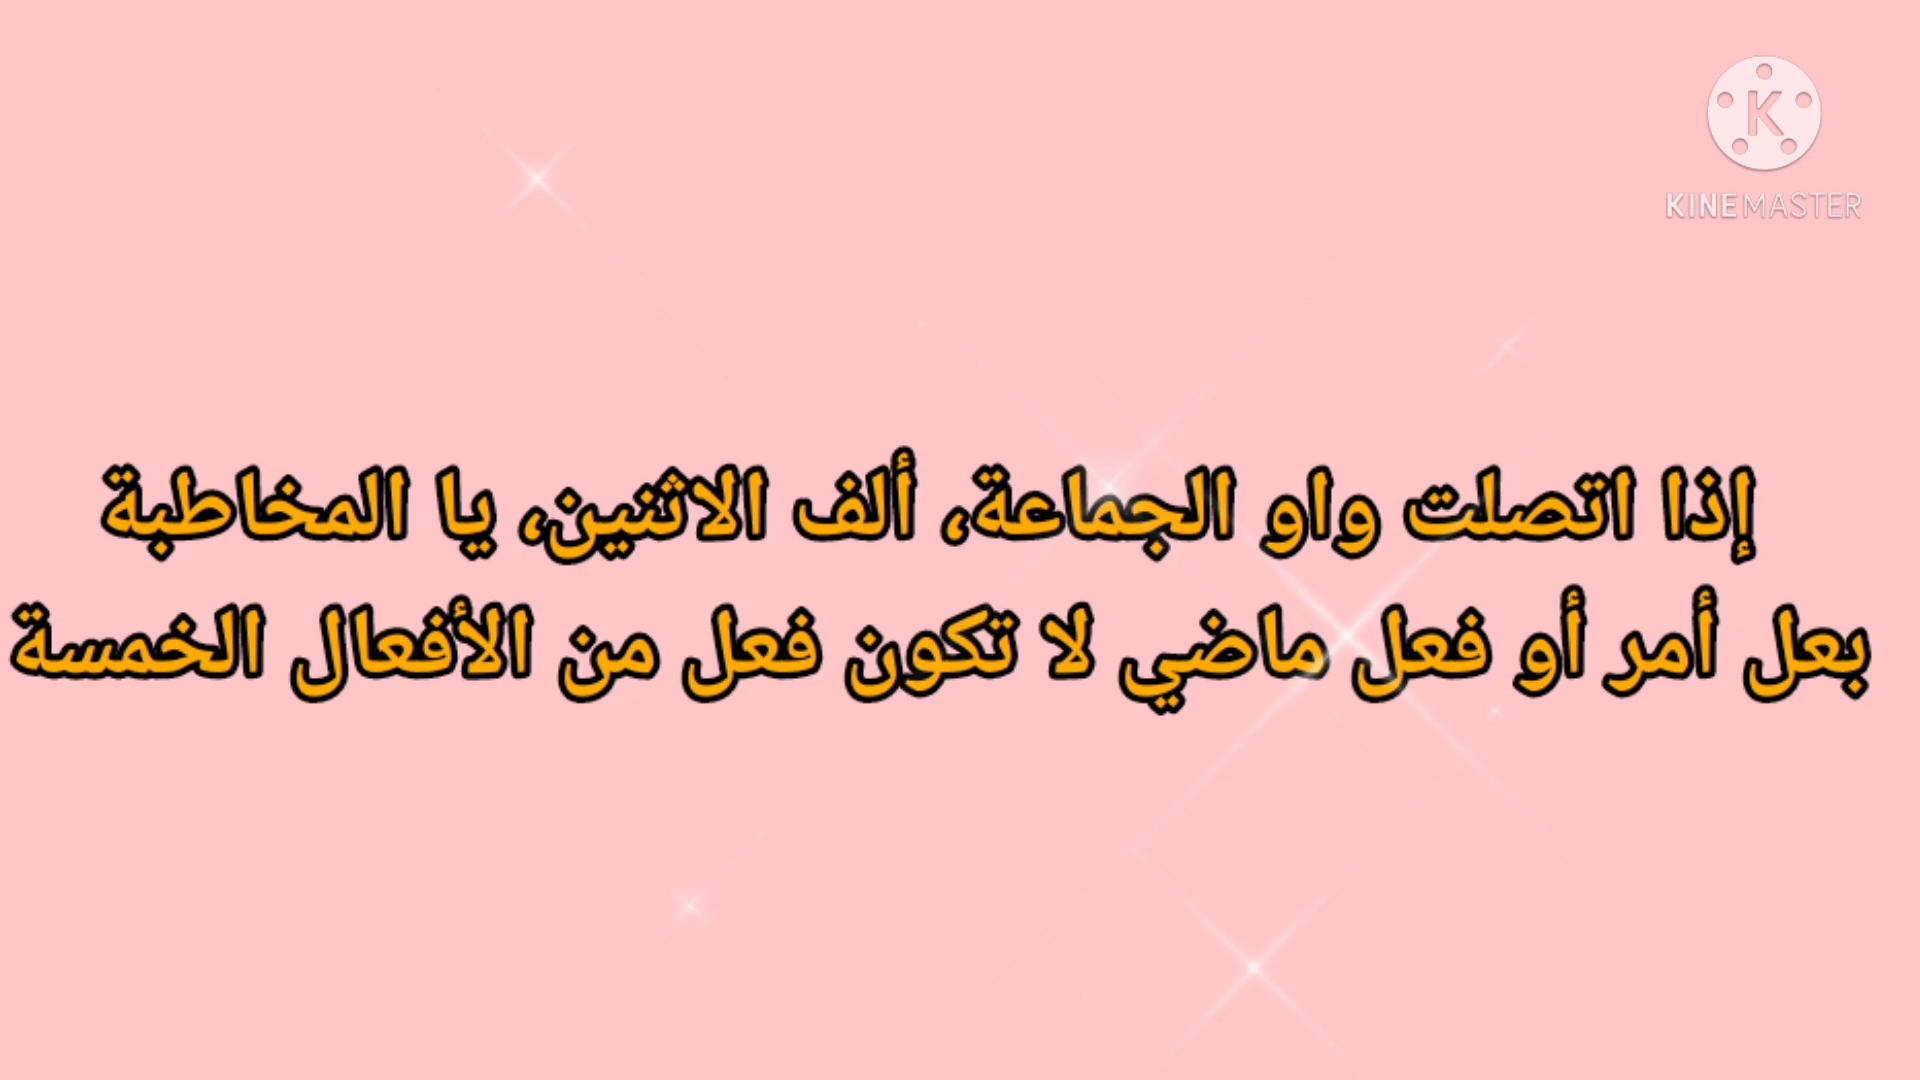 K
KINEMASTER
إذا اتصلت واو الجماعة، ألف الاثنين، يا المخاطبة
بعل أمر أو فعل ماضي لا تكون فعل من الأفعال الخمسة